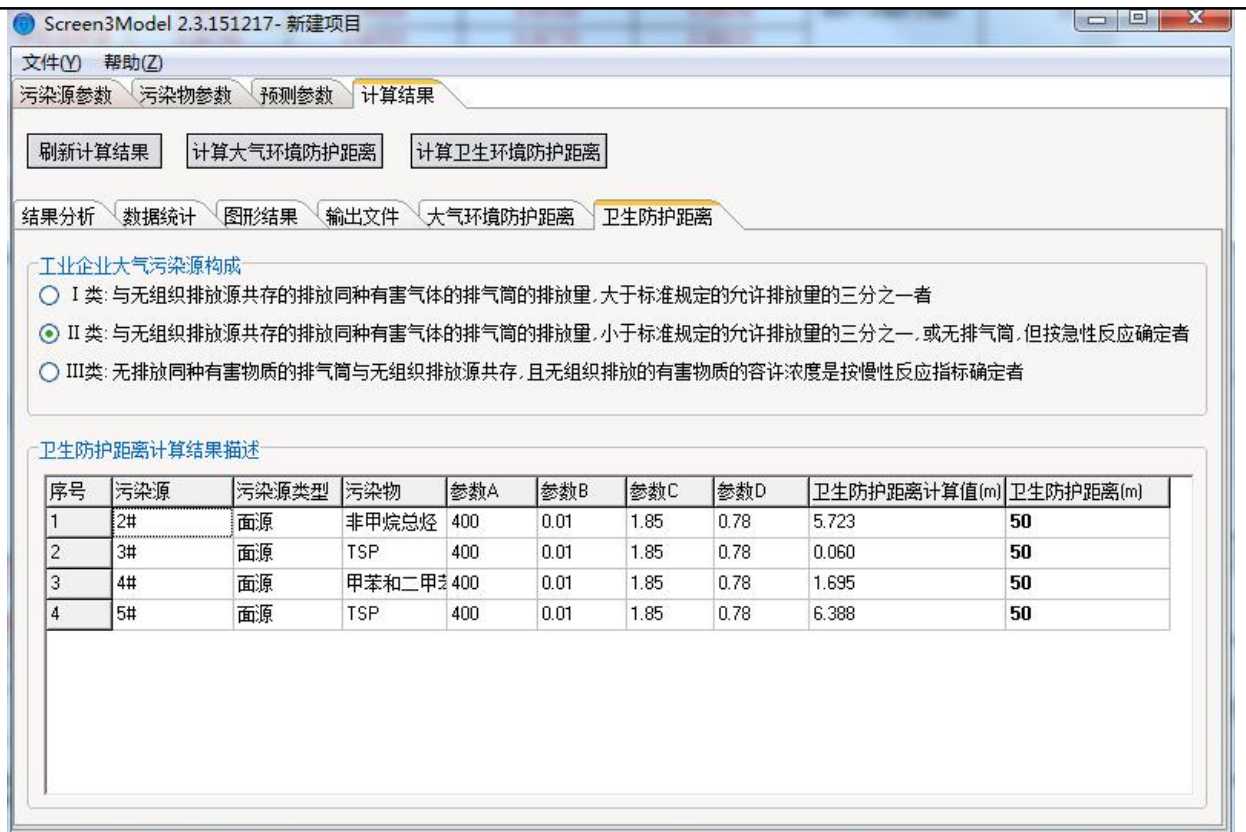 Screen3Model 2.3.151217- 新建项目
文件(Y) 帮助(Z)
污染源参数 污染物参数 预测参数 计算结果
刷新计算结果 计算大气环境防护距离 计算卫生环境防护距离
结果分析 数据统计 图形结果 输出文件 大气环境防护距离 卫生防护距离
工业企业大气污染源构成
I 类: 与无组织排放源共存的排放同种有害气体的排气筒的排放量,大于标准规定的允许排放量的三分之一者
II 类: 与无组织排放源共存的排放同种有害气体的排气筒的排放量,小于标准规定的允许排放量的三分之一,或无排气筒,但按急性反应确定者
III类: 无排放同种有害物质的排气筒与无组织排放源共存,且无组织排放的有害物质的容许浓度是按慢性反应指标确定者
卫生防护距离计算结果描述
序号 污染源 污染源类型 污染物 参数A 参数B 参数C 参数D 卫生防护距离计算值(m) 卫生防护距离(m)
1 2# 面源 非甲烷总烃 400 0.01 1.85 0.78 5.723 50
2 3# 面源 TSP 400 0.01 1.85 0.78 0.060 50
3 4# 面源 甲苯和二甲 400 0.01 1.85 0.78 1.695 50
4 5# 面源 TSP 400 0.01 1.85 0.78 6.388 50